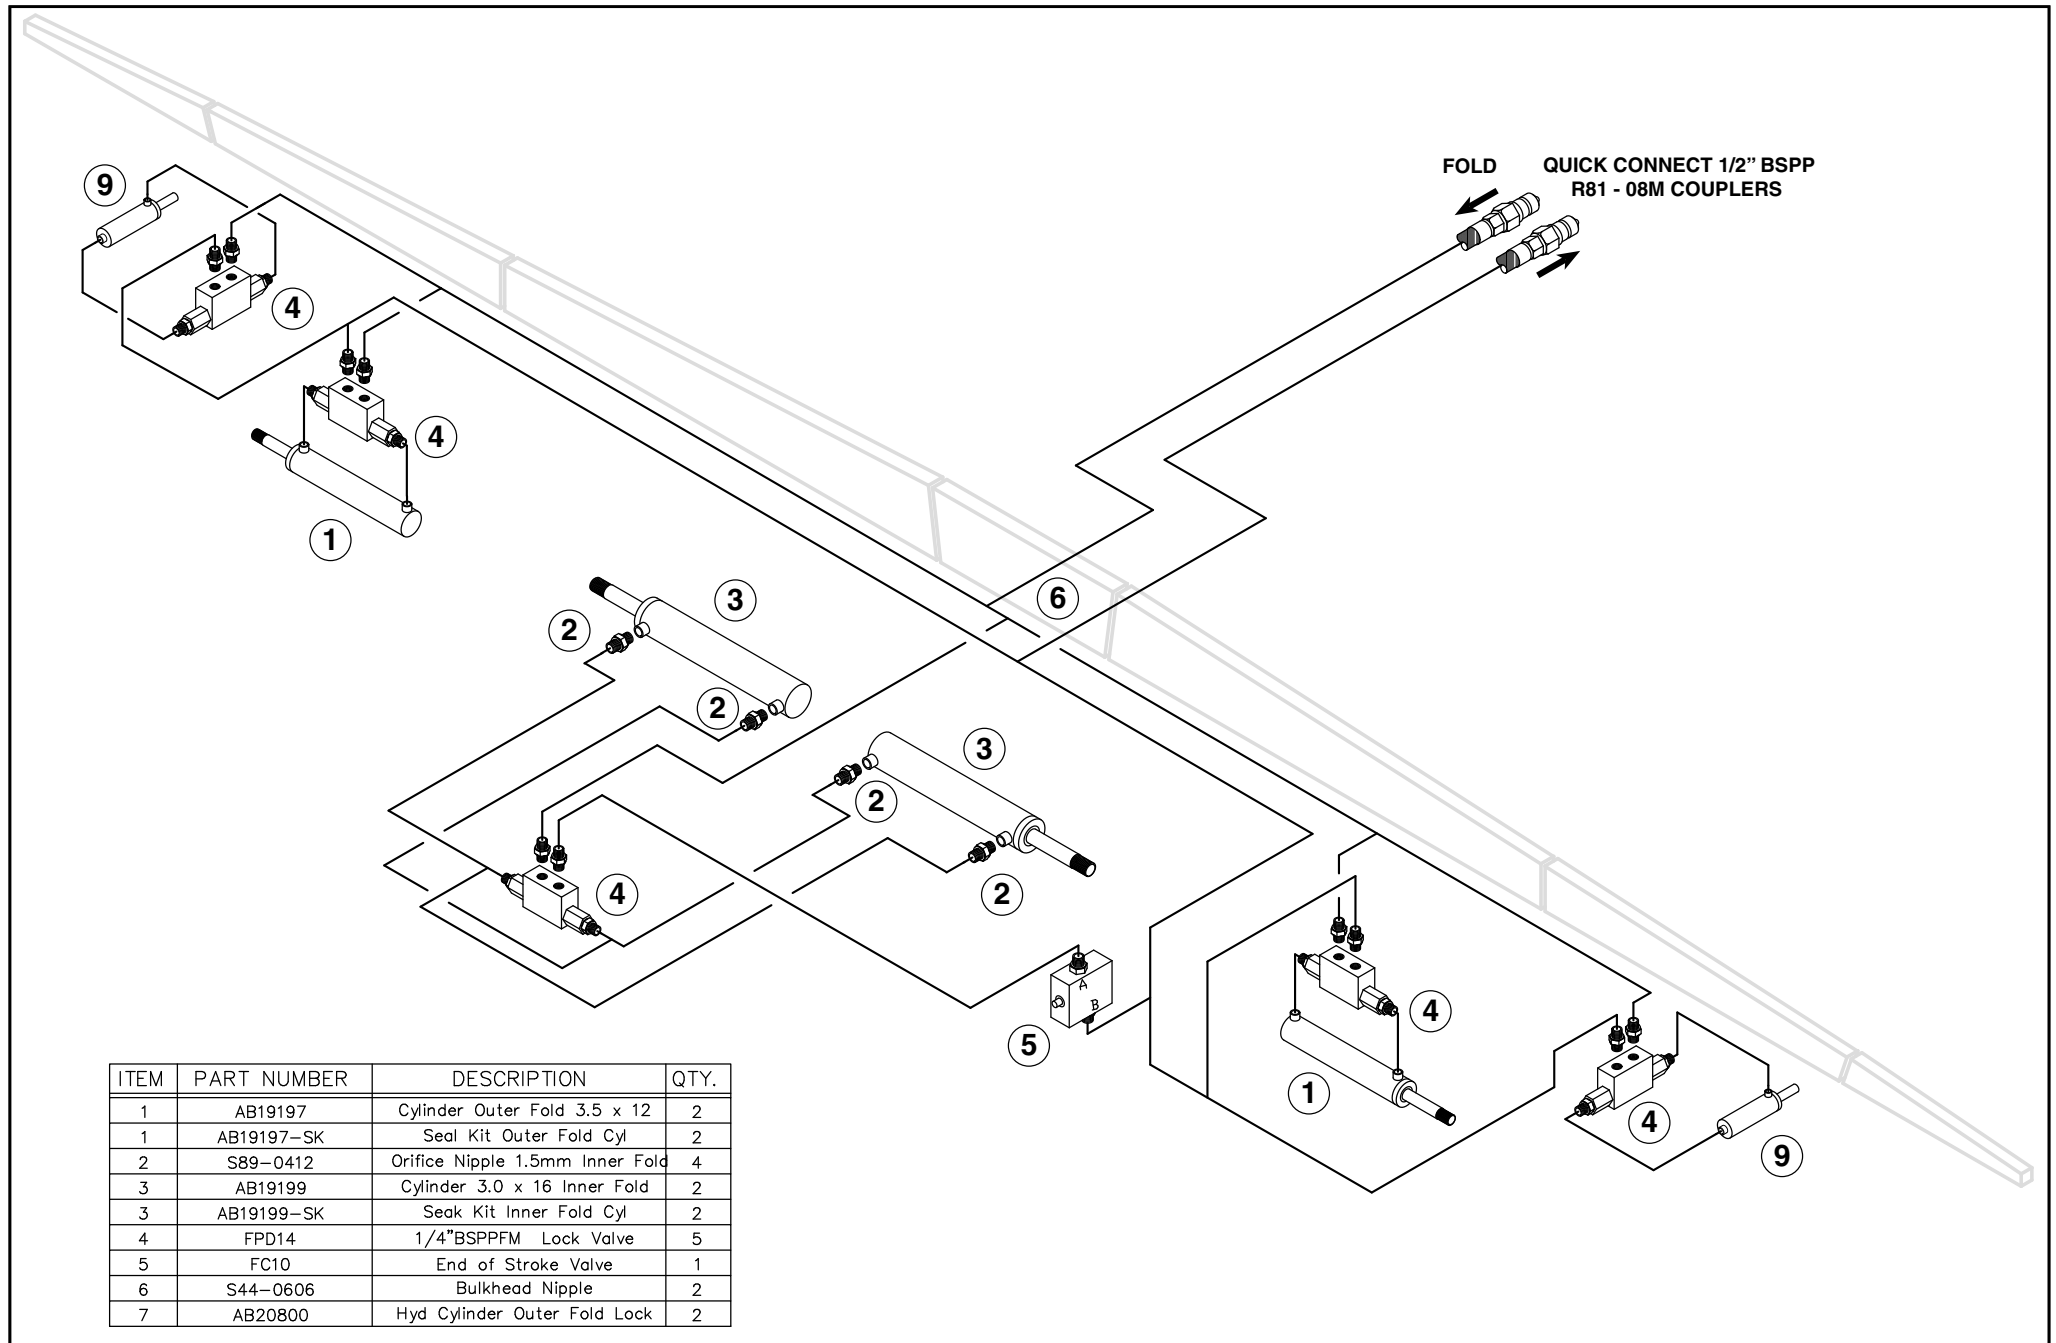 FOLD QUICK CONNECT 1/2” BSPP
R81 - 08M COUPLERS
9
4
4
1
6
3
2
2
3
2
4
2
A
B
5
4
1
4
9
ITEM PART NUMBER DESCRIPTION QTY.
1 AB19197 Cylinder Outer Fold 3.5 x 12 2
1 AB19197-SK Seal Kit Outer Fold Cyl 2
2 S89-0412 Orifice Nipple 1.5mm Inner Fold 4
3 AB19199 Cylinder 3.0 x 16 Inner Fold 2
3 AB19199-SK Seak Kit Inner Fold Cyl 2
4 FPD14 1/4”BSPPFM Lock Valve 5
5 FC10 End of Stroke Valve 1
6 S44-0606 Bulkhead Nipple 2
7 AB20800 Hyd Cylinder Outer Fold Lock 2